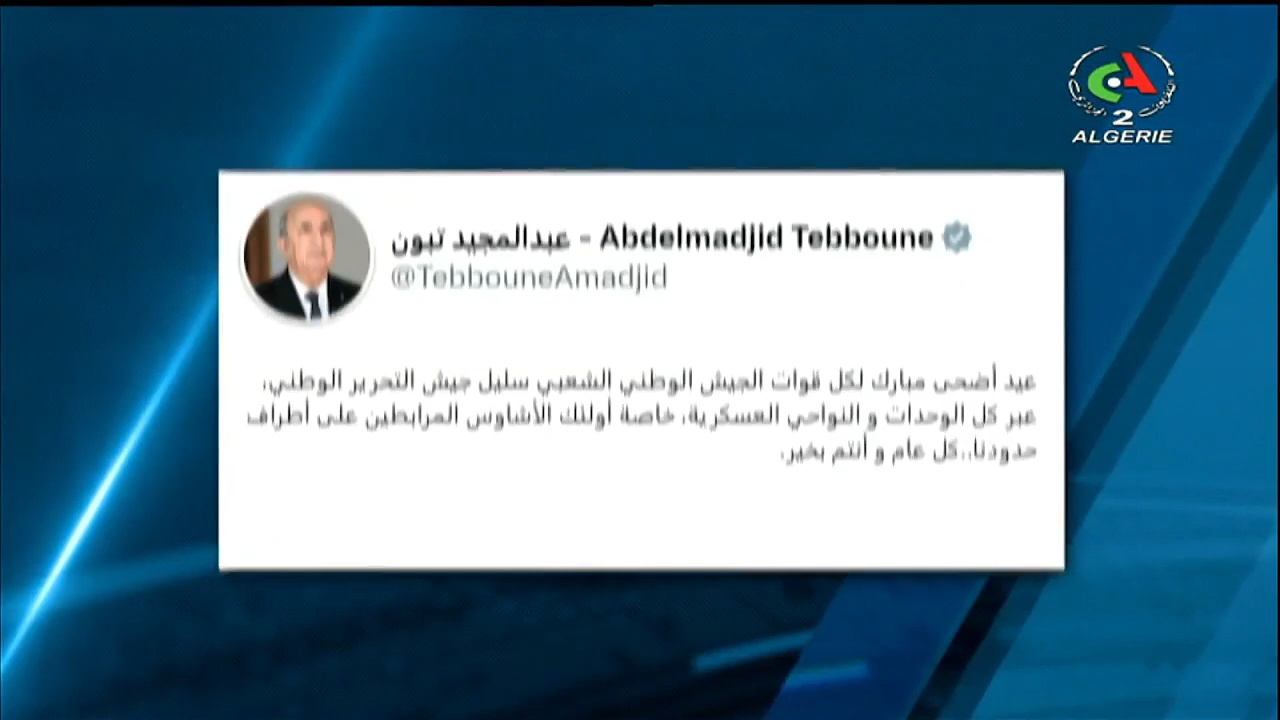 2
ALGERIE
عبدالمجيد تبون - Abdelmadjid Tebboune
@TebbouneAmadjid
عيد أضحى مبارك لكل قوات الجيش الوطني الشعبي سليل جيش التحرير الوطني،
عبر كل الوحدات و النواحي العسكرية، خاصة أولئك الأشاوس المرابطين على أطراف
حدودنا..كل عام و أنتم بخير.